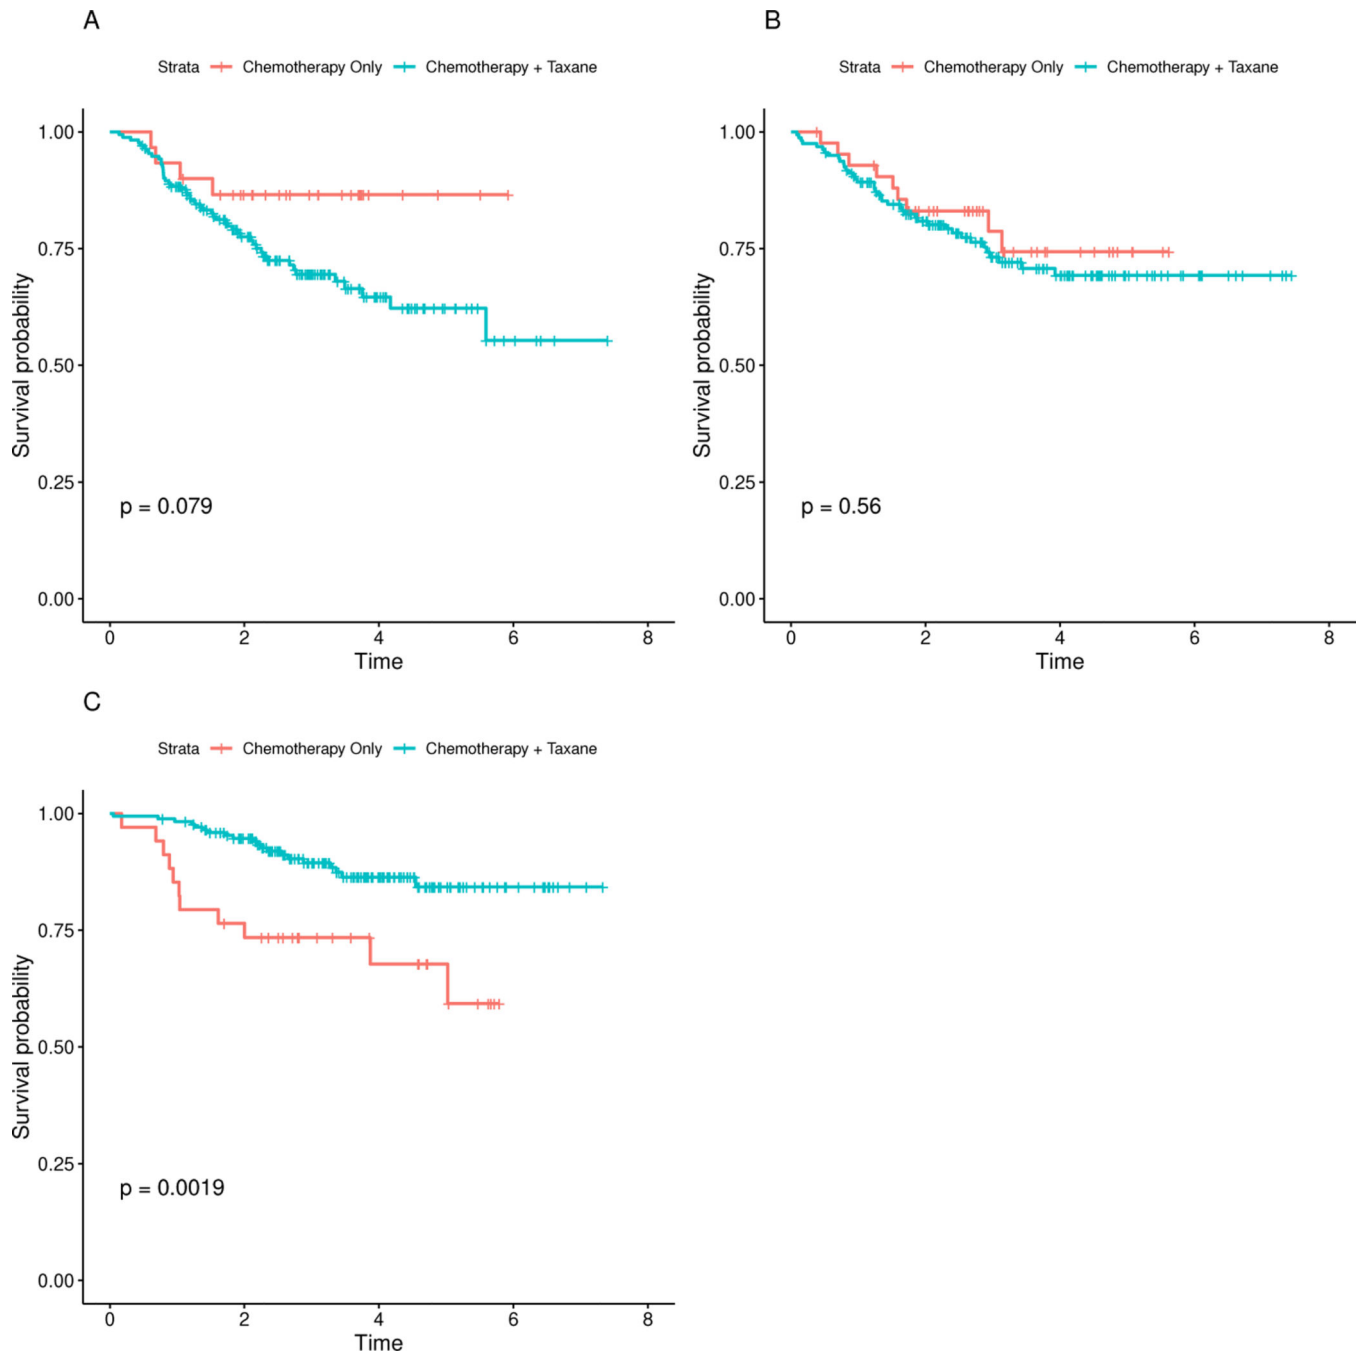 A
Strata Chemotherapy Only Chemotherapy + Taxane
1.00
0.75
0.50
0.25
0.00
Survival probability
p = 0.079
0 2 4 6 8
Time
B
Strata Chemotherapy Only Chemotherapy + Taxane
1.00
0.75
0.50
0.25
0.00
Survival probability
p = 0.56
0 2 4 6 8
Time
C
Strata Chemotherapy Only Chemotherapy + Taxane
1.00
0.75
0.50
0.25
0.00
Survival probability
p = 0.0019
0 2 4 6 8
Time